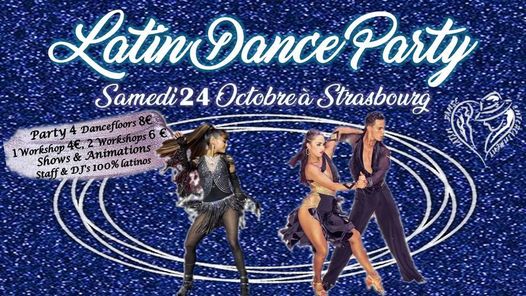 Latin Dance Party
Samedi 24 Octobre à Strasbourg
Party 4 Dancefloors 8€
1 Workshop 4€, 2 Workshops 6 €
Shows & Animations
Staff & DJ's 100% latinos